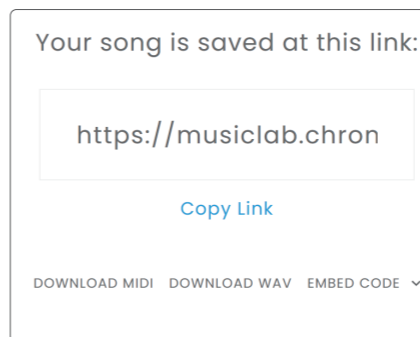 Your song is saved at this link:
https://musiclab.chron
Copy Link
DOWNLOAD MIDI DOWNLOAD WAV EMBED CODE